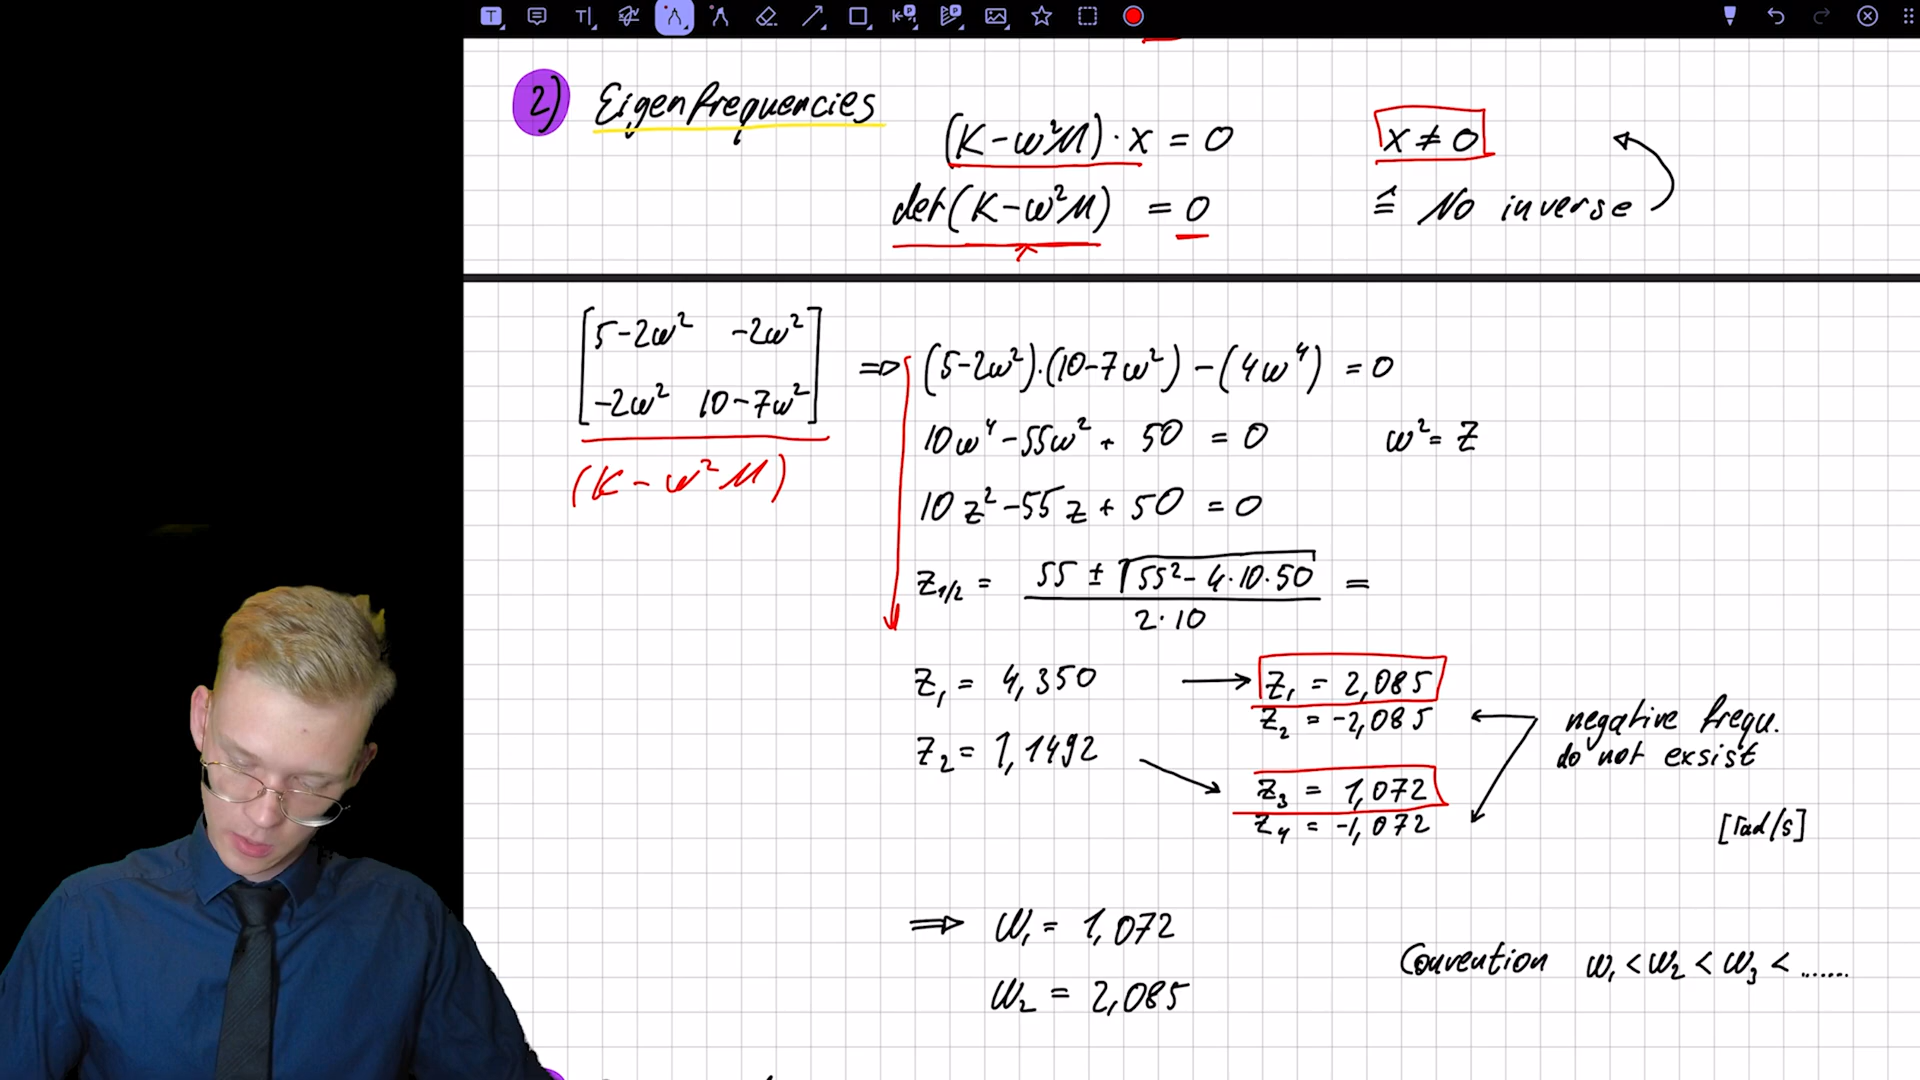 2) Eigenfrequencies
(K-ω²M)·x = 0    x ≠ 0
det(K-ω²M) = 0    ≙ No inverse
[5-2ω²  -2ω²
-2ω²  10-7ω²]
(K-ω²M)
⇒ (5-2ω²)·(10-7ω²) - (4ω⁴) = 0
10ω⁴ - 55ω² + 50 = 0    ω² = Z
10z² - 55z + 50 = 0
Z1/2 = (55 ± √(55² - 4·10·50)) / (2·10) =
Z₁ = 4,350 → Z₁ = 2,085
Z₂ = -2,085
Z₂ = 1,1492 → Z₃ = 1,072
Z₄ = -1,072
negative frequ.
do not exsist
[rad/s]
⇒ ω₁ = 1,072
ω₂ = 2,085
Convention ω₁ < ω₂ < ω₃ < .......